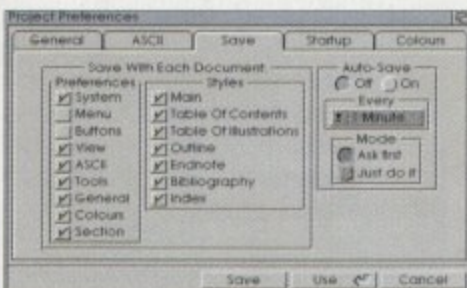 Project Preferences
General ASCII Save Startup Colours
Save With Each Document
Preferences
System
Menu
Buttons
View
ASCII
Tools
General
Colours
Section
Styles
Main
Table Of Contents
Table Of Illustrations
Outline
Endnote
Bibliography
Index
Auto-Save
Off On
Every
Minute
Mode
Ask first
Just do it
Save Use Cancel